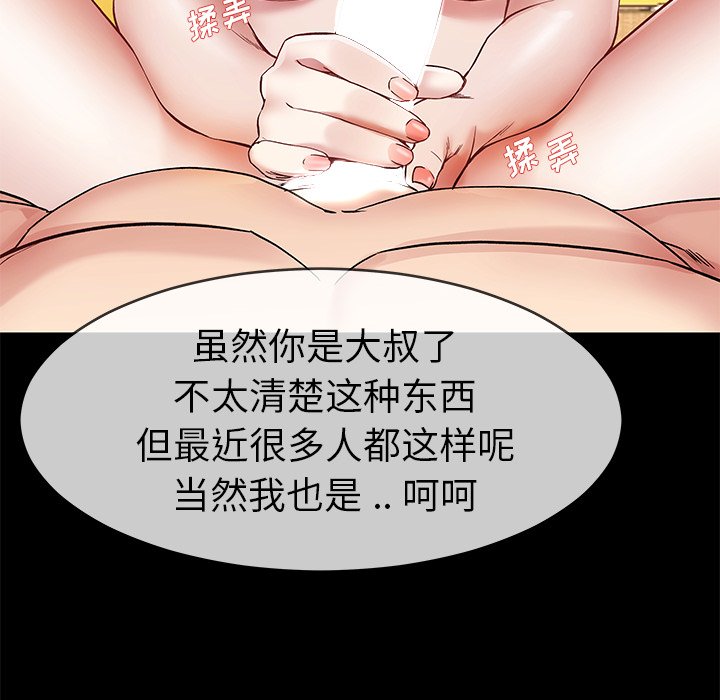 揉弄
揉弄
虽然你是大叔了
不太清楚这种东西
但最近很多人都这样呢
当然我也是 .. 呵呵